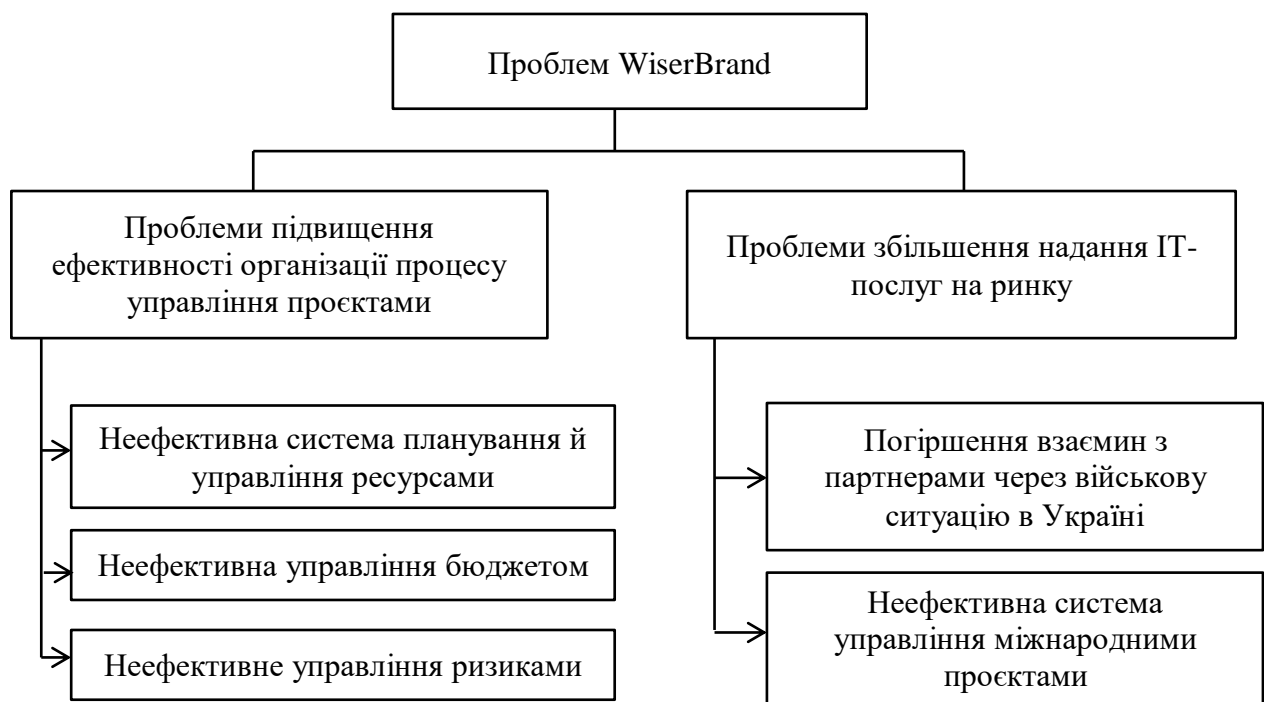 Проблем WiserBrand
Проблеми підвищення
ефективності організації процесу
управління проєктами
Неефективна система планування й
управління ресурсами
Неефективна управління бюджетом
Неефективне управління ризиками
Проблеми збільшення надання ІТ-
послуг на ринку
Погіршення взаємин з
партнерами через військову
ситуацію в Україні
Неефективна система
управління міжнародними
проєктами